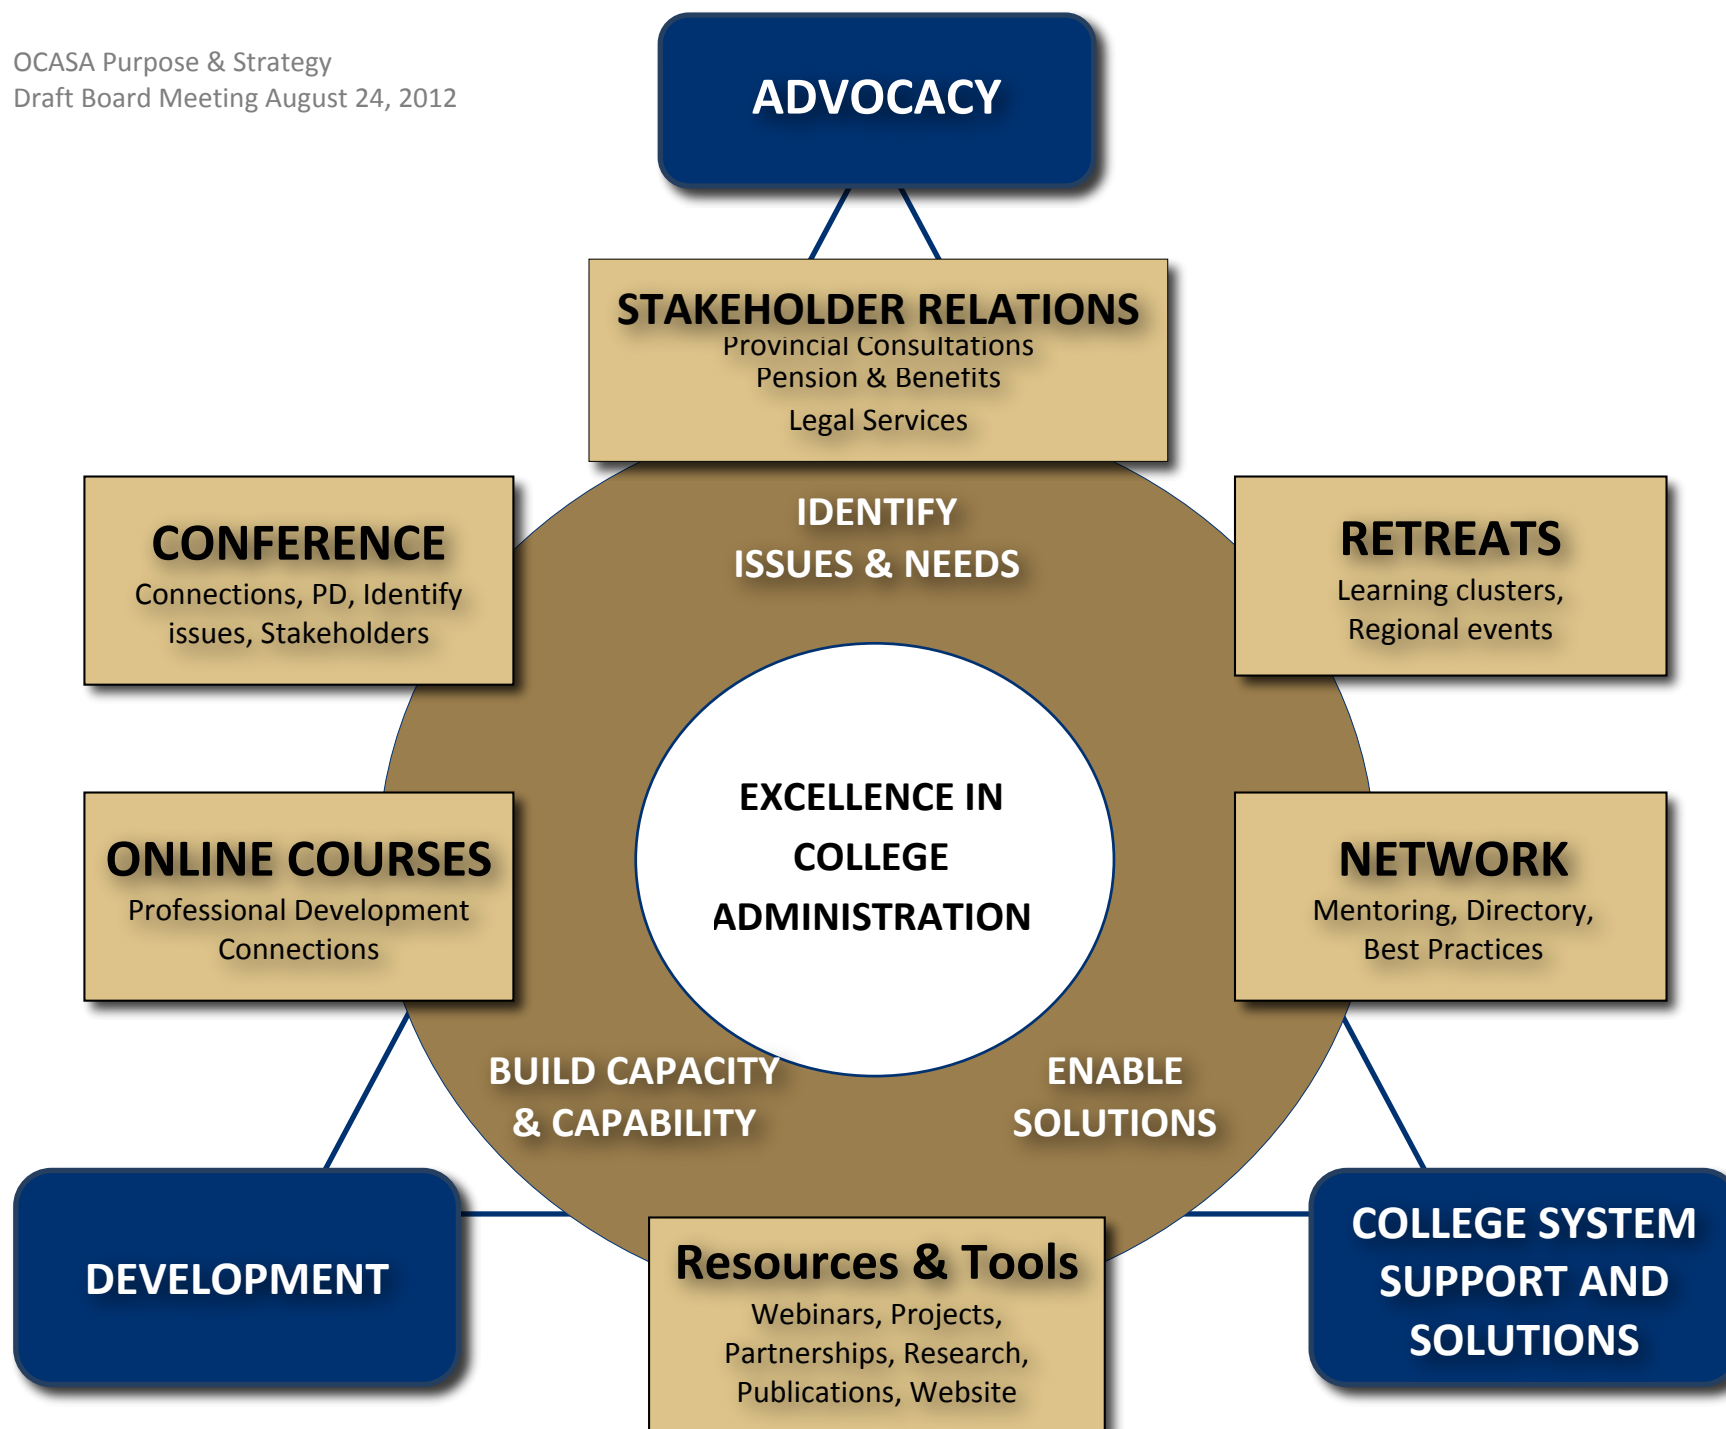 OCASA Purpose & Strategy
Draft Board Meeting August 24, 2012
ADVOCACY
STAKEHOLDER RELATIONS
Provincial Consultations
Pension & Benefits
Legal Services
IDENTIFY
ISSUES & NEEDS
CONFERENCE
Connections, PD, Identify
issues, Stakeholders
RETREATS
Learning clusters,
Regional events
EXCELLENCE IN
COLLEGE
ADMINISTRATION
ONLINE COURSES
Professional Development
Connections
NETWORK
Mentoring, Directory,
Best Practices
BUILD CAPACITY
& CAPABILITY
ENABLE
SOLUTIONS
DEVELOPMENT
Resources & Tools
Webinars, Projects,
Partnerships, Research,
Publications, Website
COLLEGE SYSTEM
SUPPORT AND
SOLUTIONS